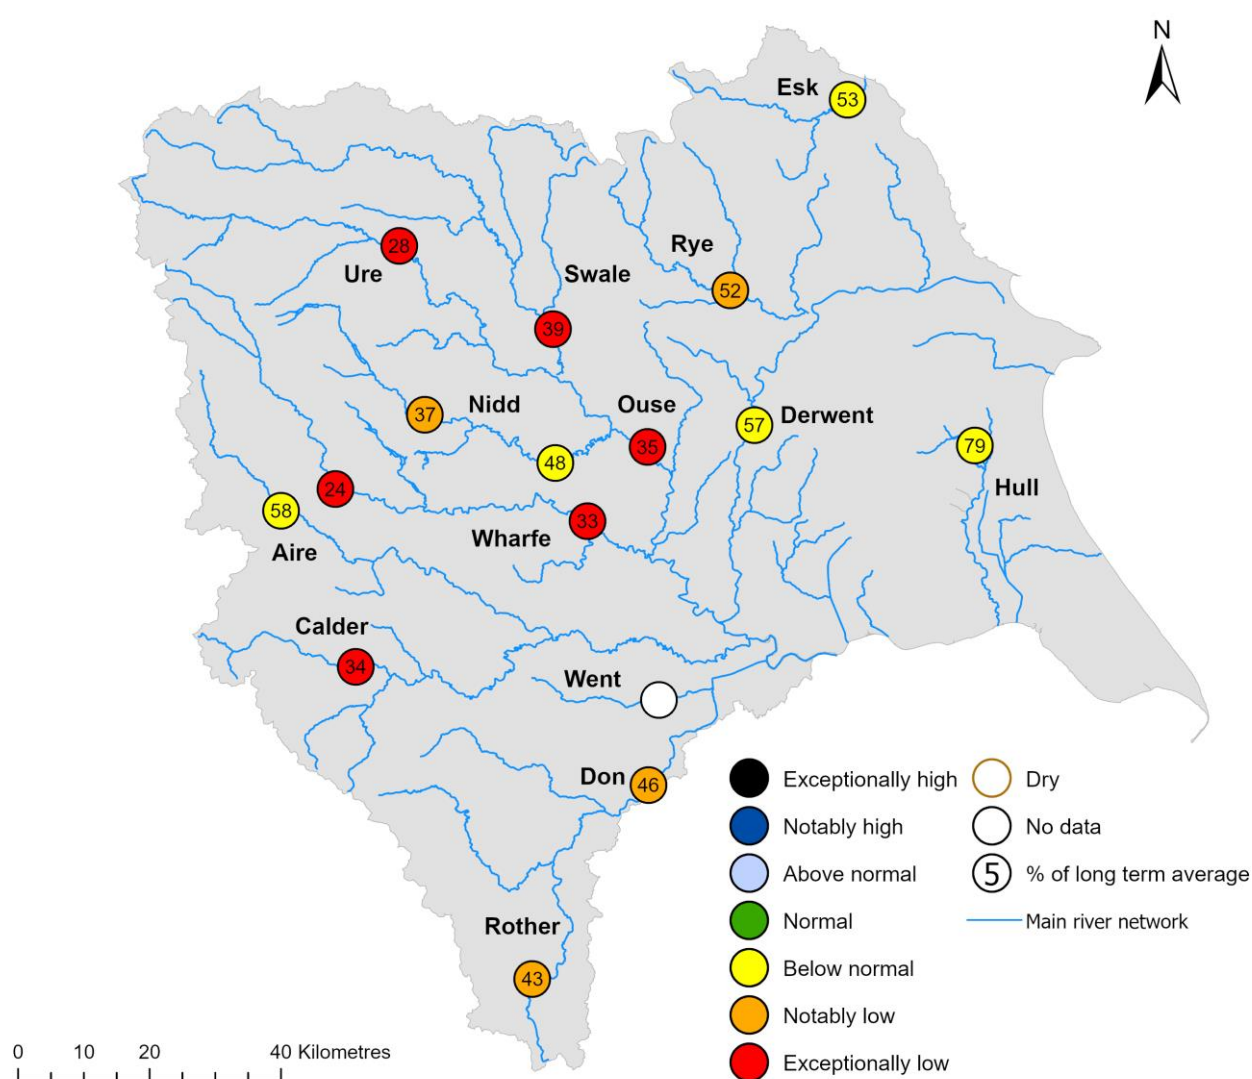 N
Esk
53
Rye
28
Ure
Swale
52
39
Nidd
37
Ouse
Derwent
57
35
79
48
Hull
24
58
33
Wharfe
Aire
Calder
34
Went
Don
46
Exceptionally high
Dry
Notably high
No data
Above normal
5 % of long term average
Normal
Main river network
Rother
Below normal
43
Notably low
0 10 20 40 Kilometres
Exceptionally low